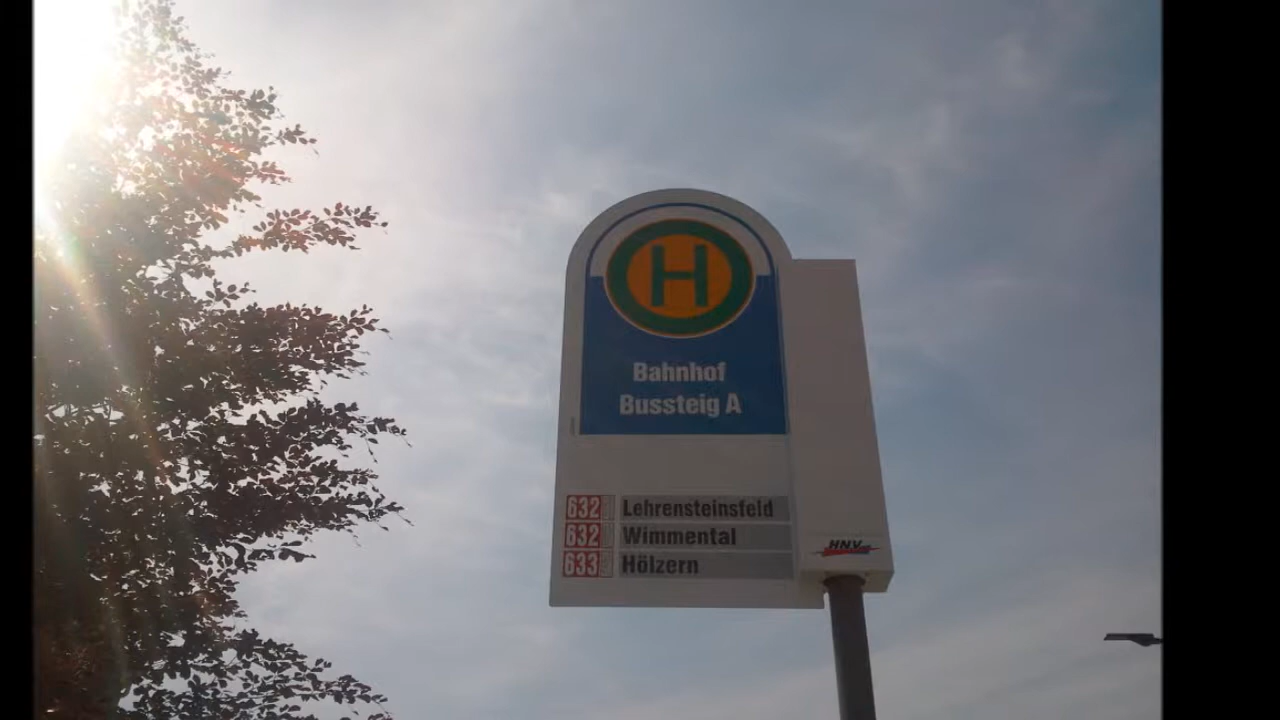 H
Bahnhof
Bussteig A
632 Lehrensteinsfeld
632 Wimmental
633 Hölzern
HNV